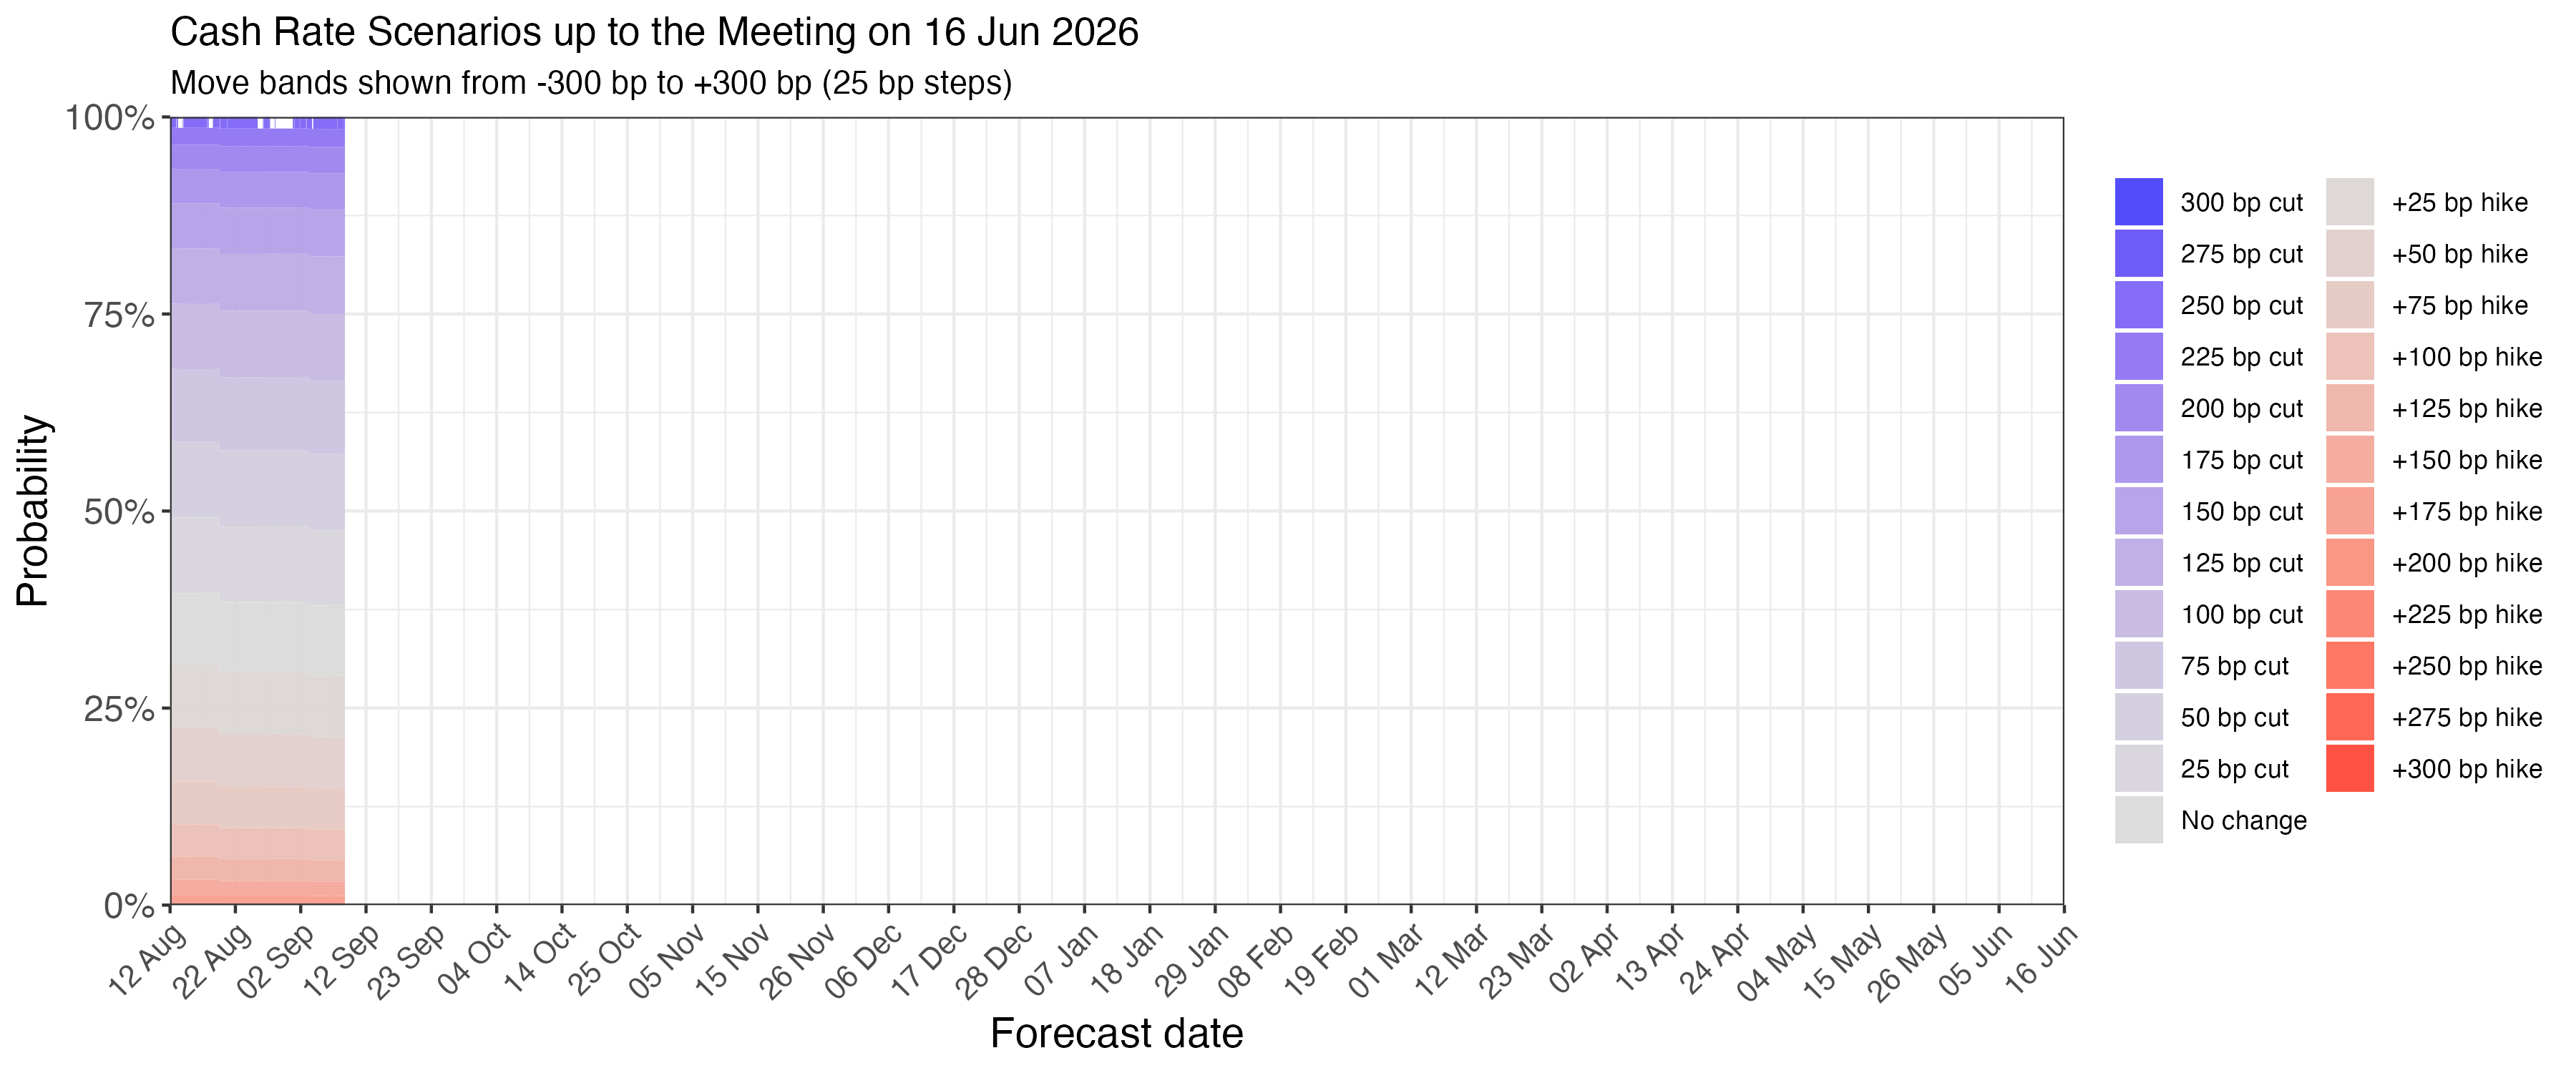 Cash Rate Scenarios up to the Meeting on 16 Jun 2026
Move bands shown from -300 bp to +300 bp (25 bp steps)
Probability
100%
75%
50%
25%
0%
12 Aug
22 Aug
02 Sep
12 Sep
23 Sep
04 Oct
14 Oct
25 Oct
05 Nov
15 Nov
26 Nov
06 Dec
17 Dec
28 Dec
07 Jan
18 Jan
29 Jan
08 Feb
19 Feb
01 Mar
12 Mar
23 Mar
02 Apr
13 Apr
24 Apr
04 May
15 May
26 May
05 Jun
16 Jun
Forecast date
300 bp cut
275 bp cut
250 bp cut
225 bp cut
200 bp cut
175 bp cut
150 bp cut
125 bp cut
100 bp cut
75 bp cut
50 bp cut
25 bp cut
No change
+25 bp hike
+50 bp hike
+75 bp hike
+100 bp hike
+125 bp hike
+150 bp hike
+175 bp hike
+200 bp hike
+225 bp hike
+250 bp hike
+275 bp hike
+300 bp hike